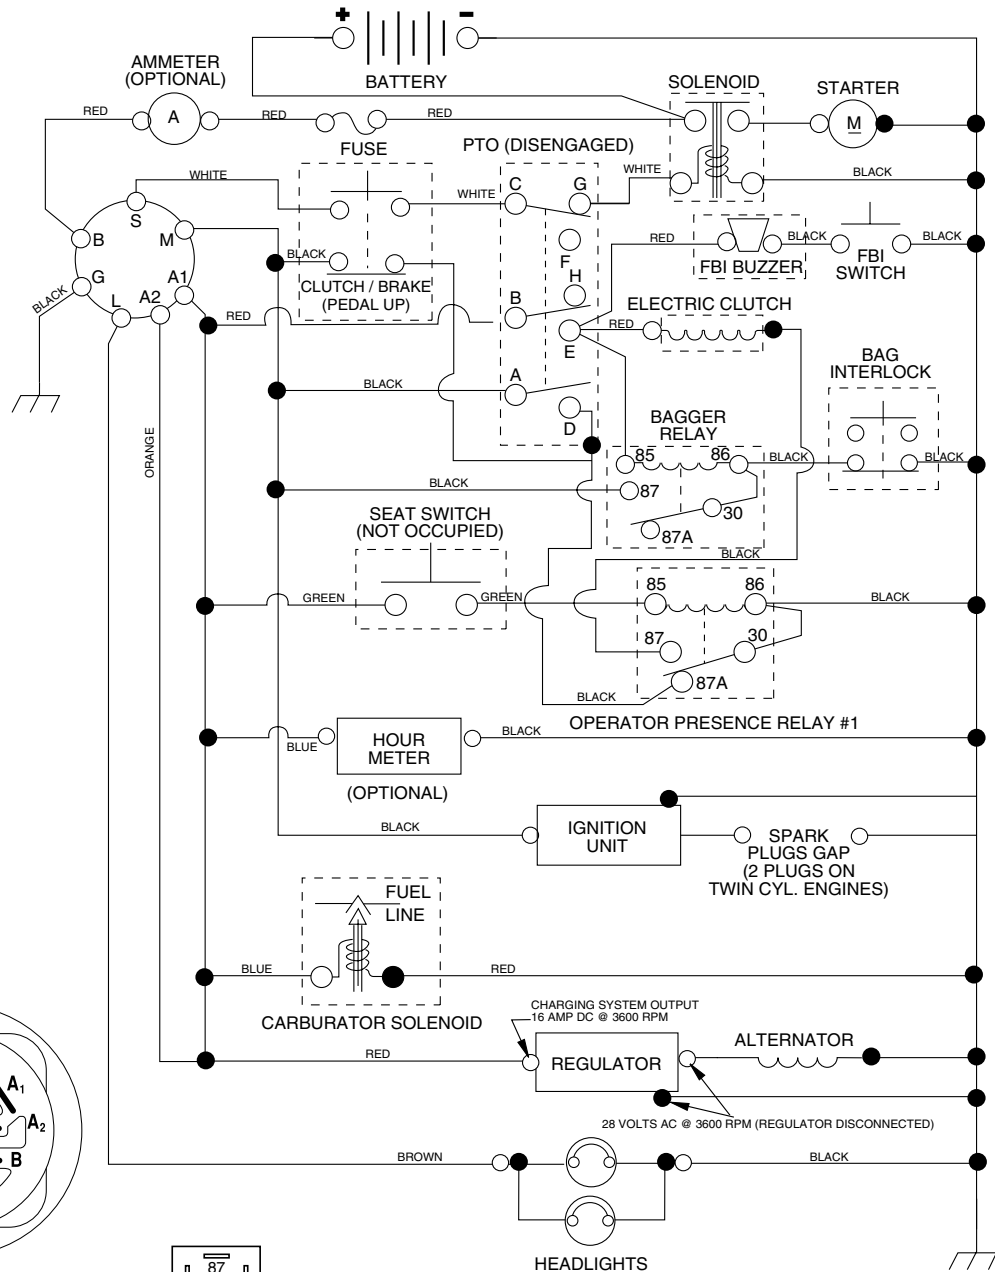 + -
BATTERY
AMMETER
(OPTIONAL)
SOLENOID
STARTER
RED
A
RED
RED
M
FUSE
PTO (DISENGAGED)
WHITE
WHITE
WHITE
BLACK
C
G
S
M
B
G
L
A2
A1
BLACK
BLACK
CLUTCH / BRAKE
(PEDAL UP)
F
H
B
E
RED
BLACK
BLACK
FBI BUZZER
FBI
SWITCH
ELECTRIC CLUTCH
RED
RED
BAG
INTERLOCK
A
D
BLACK
ORANGE
BAGGER
RELAY
85
86
BLACK
BLACK
87
30
87A
BLACK
SEAT SWITCH
(NOT OCCUPIED)
BLACK
GREEN
GREEN
85
86
BLACK
87
30
87A
BLACK
OPERATOR PRESENCE RELAY #1
BLUE
HOUR
METER
BLACK
(OPTIONAL)
BLACK
IGNITION
UNIT
SPARK
PLUGS GAP
(2 PLUGS ON
TWIN CYL. ENGINES)
FUEL
LINE
BLUE
RED
CARBURATOR SOLENOID
CHARGING SYSTEM OUTPUT
16 AMP DC @ 3600 RPM
RED
REGULATOR
ALTERNATOR
28 VOLTS AC @ 3600 RPM (REGULATOR DISCONNECTED)
A1
A2
B
BROWN
BLACK
HEADLIGHTS
87